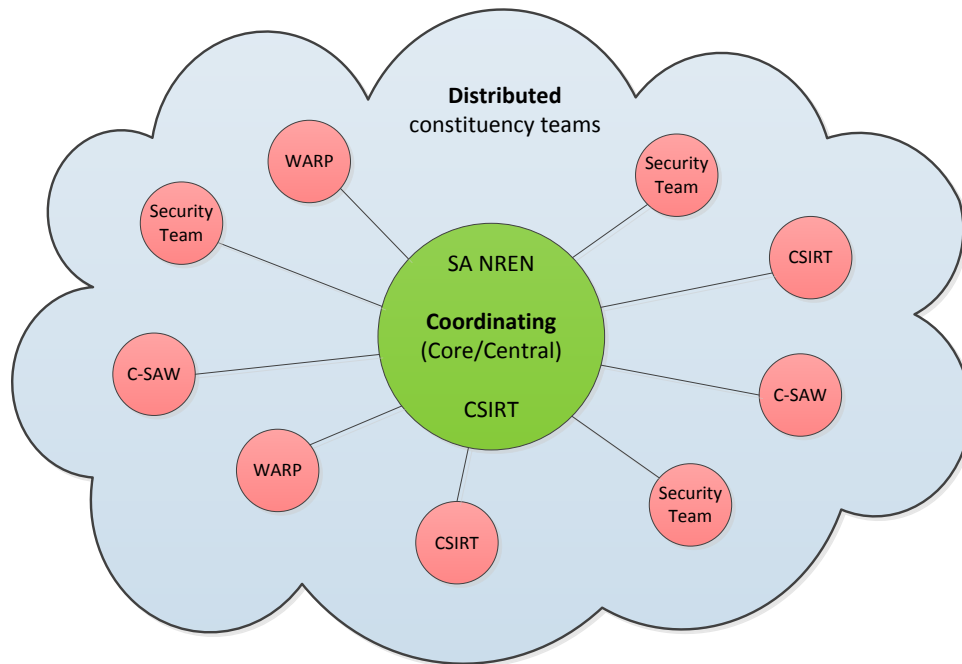 Distributed
constituency teams
WARP
Security
Team
Security
Team
CSIRT
SA NREN
Coordinating
(Core/Central)
CSIRT
C-SAW
C-SAW
WARP
CSIRT
Security
Team